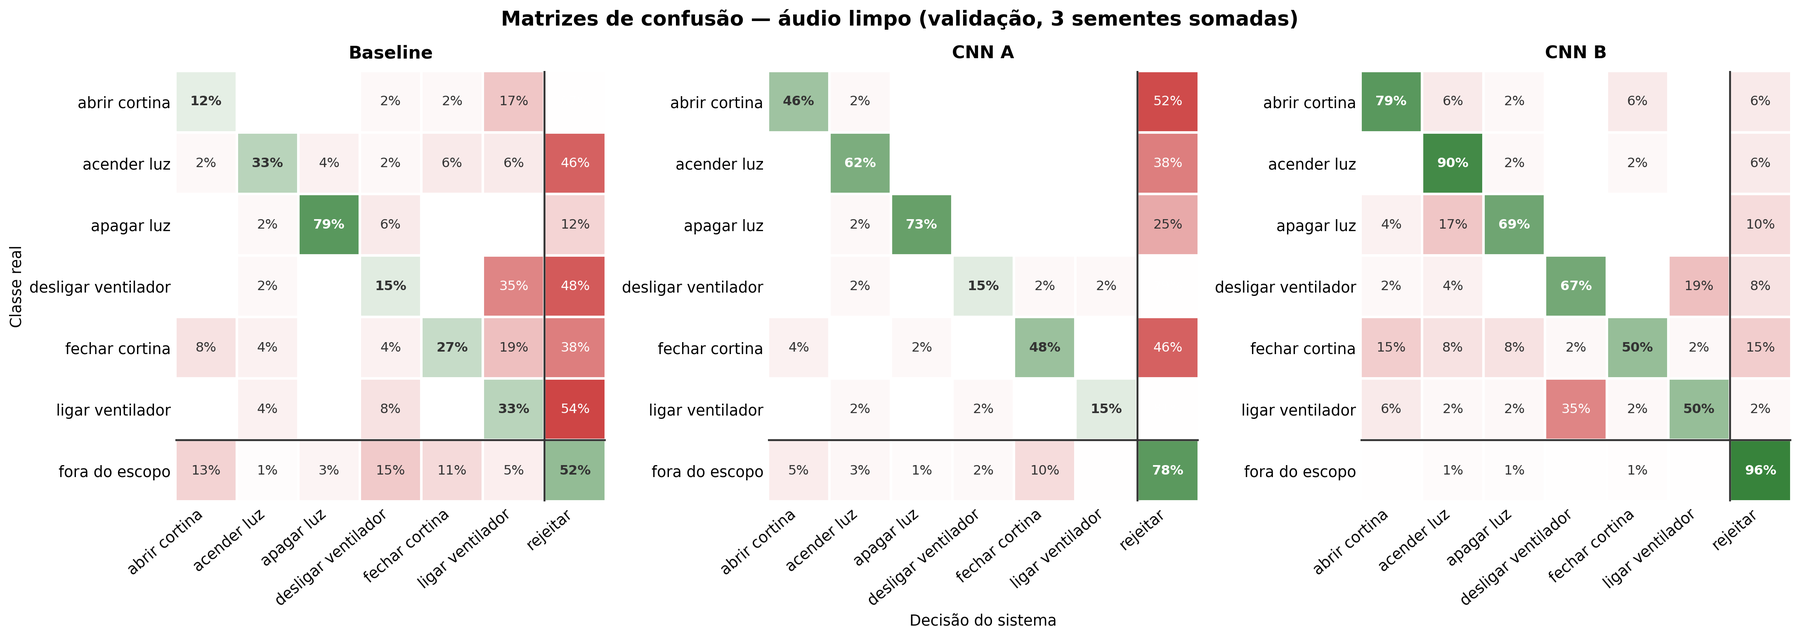 Matrizes de confusão — áudio limpo (validação, 3 sementes somadas)
Baseline
abrir cortina 12% 2% 2% 17%
acender luz 2% 33% 4% 2% 6% 6% 46%
apagar luz 2% 79% 6% 12%
desligar ventilador 2% 15% 35% 48%
fechar cortina 8% 4% 4% 27% 19% 38%
ligar ventilador 4% 8% 33% 54%
fora do escopo 13% 1% 3% 15% 11% 5% 52%
abrir cortina acender luz apagar luz desligar ventilador fechar cortina ligar ventilador rejeitar
Classe real
CNN A
abrir cortina 46% 2% 52%
acender luz 62% 38%
apagar luz 2% 73% 25%
desligar ventilador 2% 15% 2% 2%
fechar cortina 4% 2% 48% 46%
ligar ventilador 2% 2% 15%
fora do escopo 5% 3% 1% 2% 10% 78%
abrir cortina acender luz apagar luz desligar ventilador fechar cortina ligar ventilador rejeitar
Decisão do sistema
CNN B
abrir cortina 79% 6% 2% 6% 6%
acender luz 90% 2% 2% 6%
apagar luz 4% 17% 69% 10%
desligar ventilador 2% 4% 67% 19% 8%
fechar cortina 15% 8% 8% 2% 50% 2% 15%
ligar ventilador 6% 2% 2% 35% 2% 50% 2%
fora do escopo 1% 1% 1% 96%
abrir cortina acender luz apagar luz desligar ventilador fechar cortina ligar ventilador rejeitar